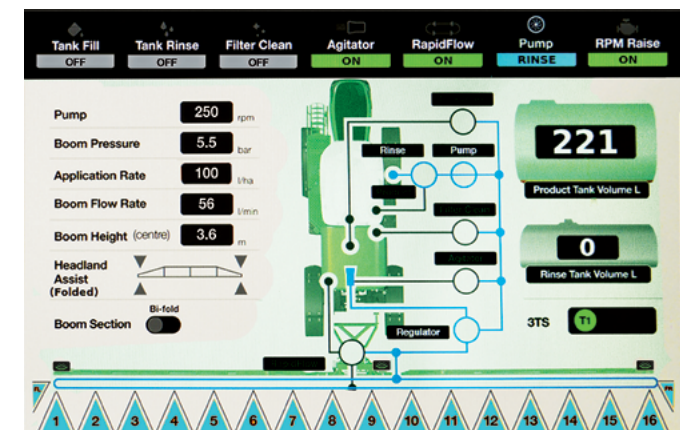 Tank Fill
OFF
Tank Rinse
OFF
Filter Clean
OFF
Agitator
ON
RapidFlow
ON
Pump
RINSE
RPM Raise
ON
Pump 250 rpm
Boom Pressure 5.5 bar
Application Rate 100 l/ha
Boom Flow Rate 56 l/min
Boom Height (centre) 3.6 m
Headland
Assist
(Folded)
Bi-fold
Boom Section
Rinse
Pump
Regulator
221
Product Tank Volume L
0
Rinse Tank Volume L
3TS T1
1 2 3 4 5 6 7 8 9 10 11 12 13 14 15 16